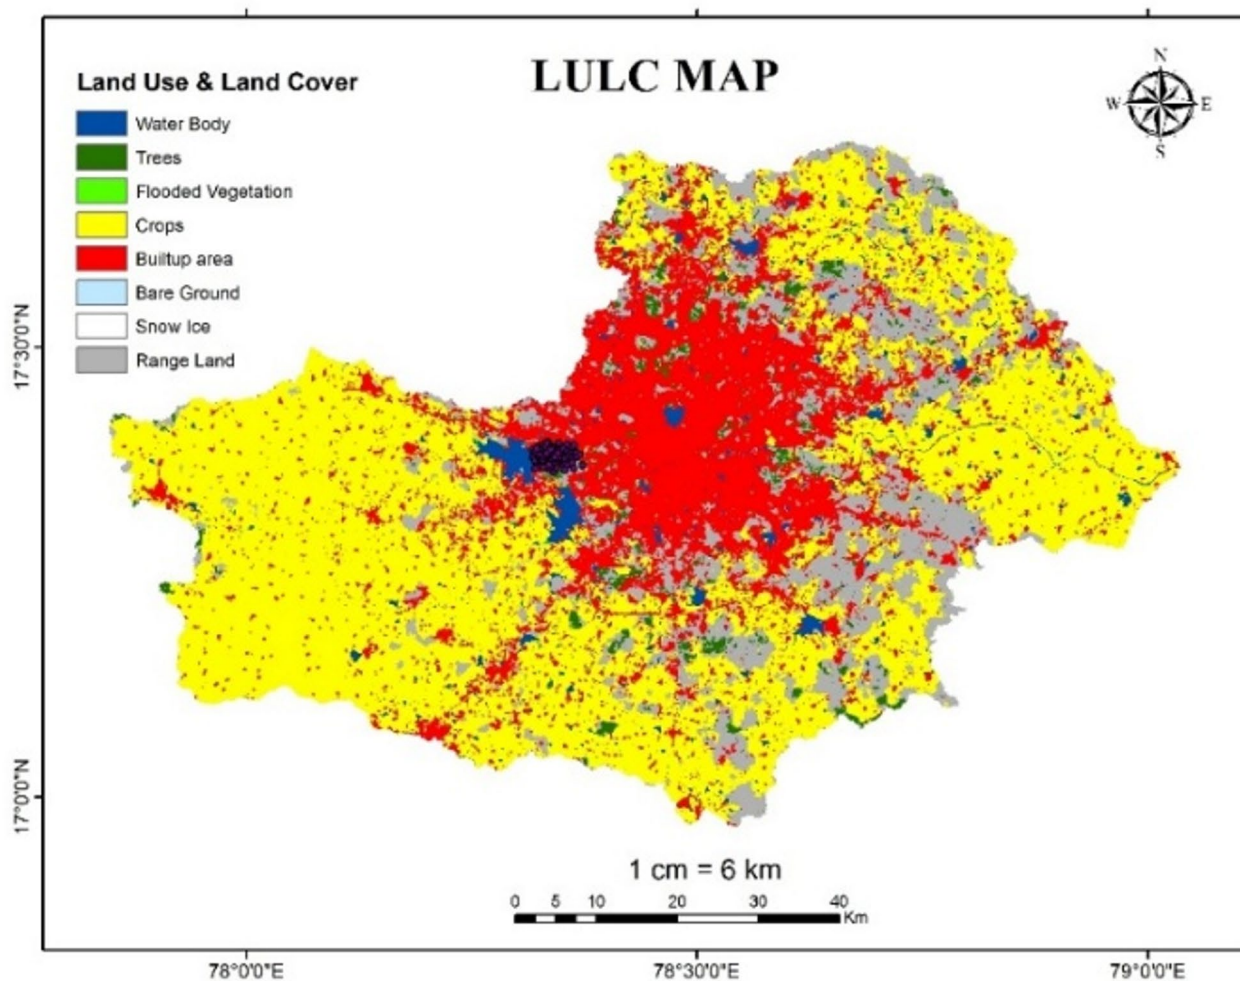 LULC MAP
Land Use & Land Cover
Water Body
Trees
Flooded Vegetation
Crops
Builtup area
Bare Ground
Snow Ice
Range Land
N
W E
S
17°30'0"N
17°0'0"N
1 cm = 6 km
0 5 10 20 30 40
Km
78°0'0"E 78°30'0"E 79°0'0"E